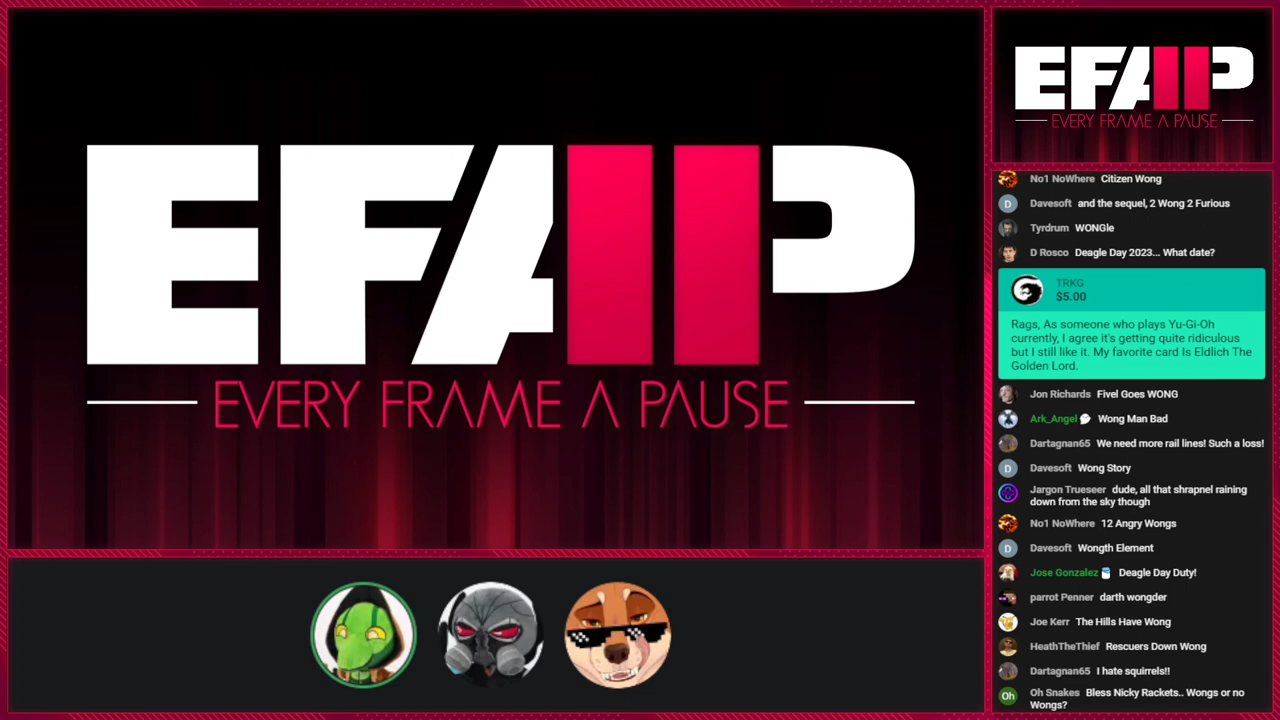 EFAP
EVERY FRAME A PAUSE
EFAP
EVERY FRAME A PAUSE
No1 NoWhere Citizen Wong
D Davesoft and the sequel, 2 Wong 2 Furious
Tyrdrum WONGle
D Rosco Deagle Day 2023... What date?
TRKG
$5.00
Rags, As someone who plays Yu-Gi-Oh
currently, I agree it's getting quite ridiculous
but I still like it. My favorite card Is Eldlich The
Golden Lord.
Jon Richards Fivel Goes WONG
Ark_Angel Wong Man Bad
Dartagnan65 We need more rail lines! Such a loss!
D Davesoft Wong Story
Jargon Trueseer dude, all that shrapnel raining
down from the sky though
No1 NoWhere 12 Angry Wongs
D Davesoft Wongth Element
Jose Gonzalez Deagle Day Duty!
parrot Penner darth wongder
Joe Kerr The Hills Have Wong
HeathTheThief Rescuers Down Wong
Dartagnan65 I hate squirrels!!
Oh Oh Snakes Bless Nicky Rackets.. Wongs or no
Wongs?